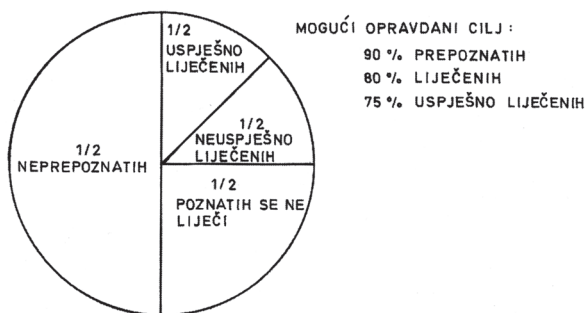 1/2
USPJEŠNO
LIJEČENIH
1/2
NEUSPJEŠNO
LIJEČENIH
1/2
NEPREPOZNATIH
1/2
POZNATIH SE NE
LIJEČI
MOGUĆI OPRAVDANI CILJ :
90 % PREPOZNATIH
80 % LIJEČENIH
75 % USPJEŠNO LIJEČENIH